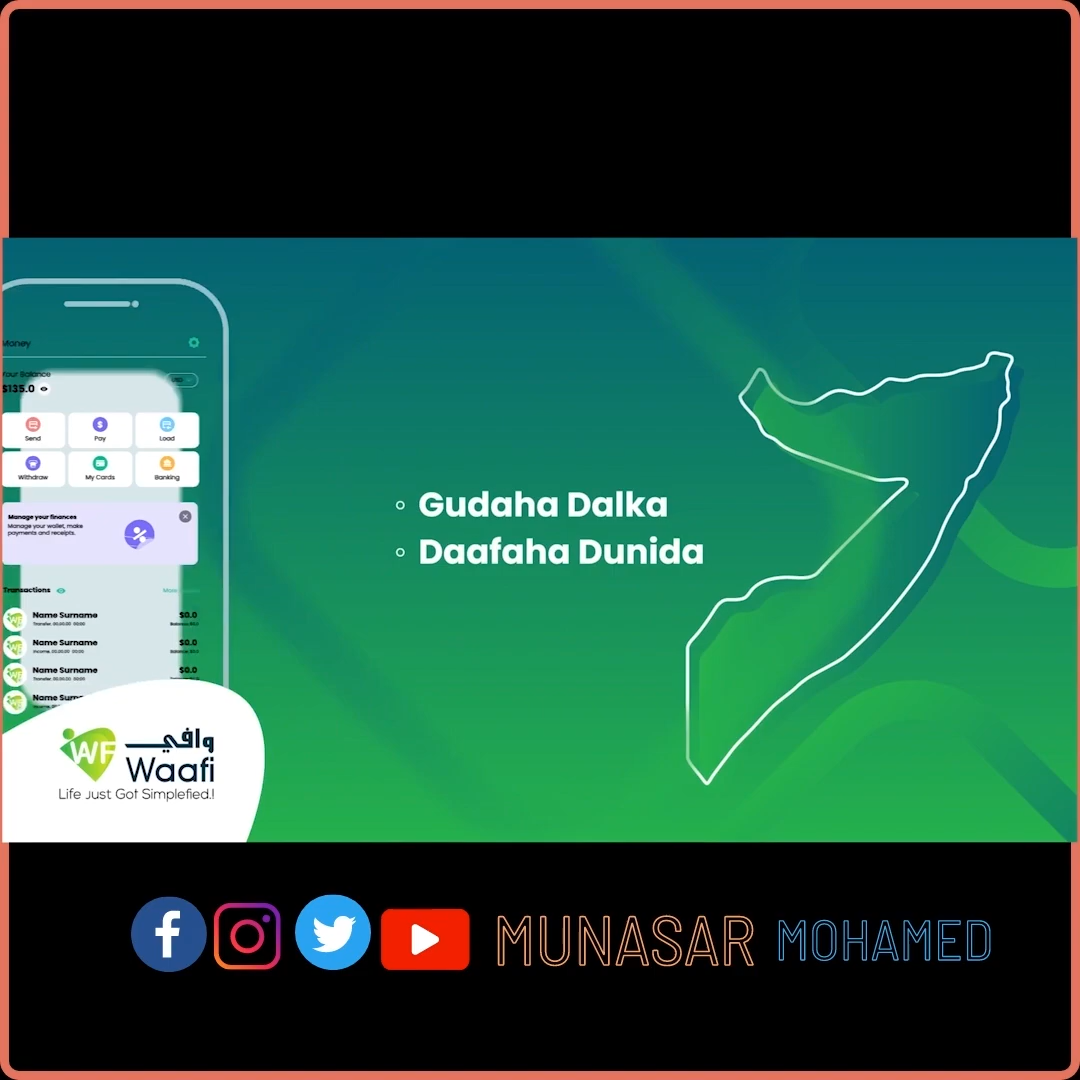 Money
Your Balance
USD
$135.0
Send
Pay
Load
Withdraw
My Cards
Banking
Manage your finances
Manage your wallet, make
payments and receipts.
Transactions
Name Surname
$0.0
Name Surname
$0.0
Name Surname
$0.0
Gudaha Dalka
Daafaha Dunida
WF
وافي
Waafi
Life Just Got Simplefied.!
MUNASAR MOHAMED